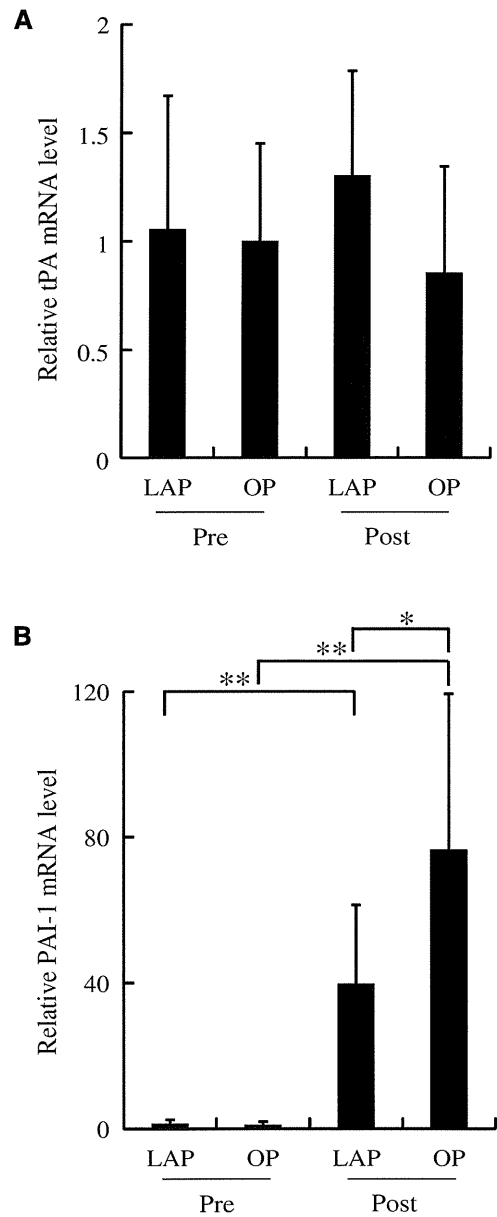 A
Relative tPA mRNA level
2
1.5
1
0.5
0
LAP OP LAP OP
Pre Post
B
Relative PAI-1 mRNA level
*
**
**
120
80
40
0
LAP OP LAP OP
Pre Post